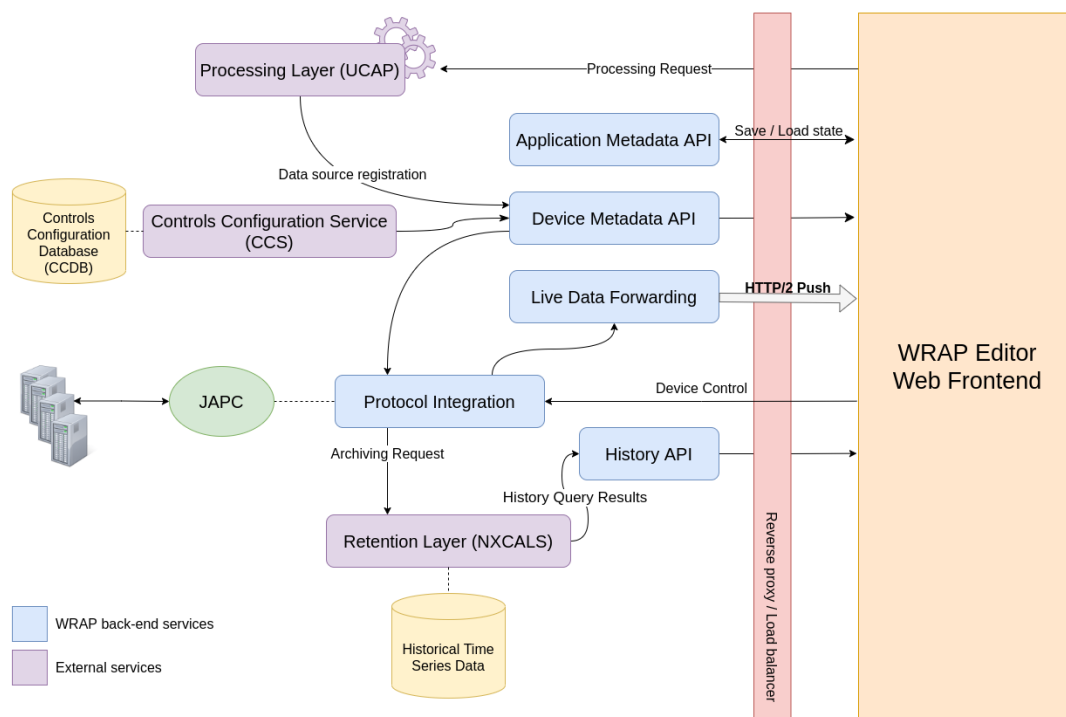 Processing Layer (UCAP)
Processing Request
Application Metadata API
Save / Load state
Data source registration
Controls
Configuration
Database
(CCDB)
Controls Configuration Service
(CCS)
Device Metadata API
Live Data Forwarding
HTTP/2 Push
WRAP Editor
Web Frontend
JAPC
Protocol Integration
Device Control
Archiving Request
History API
History Query Results
Retention Layer (NXCALS)
Reverse proxy / Load balancer
Historical Time
Series Data
WRAP back-end services
External services